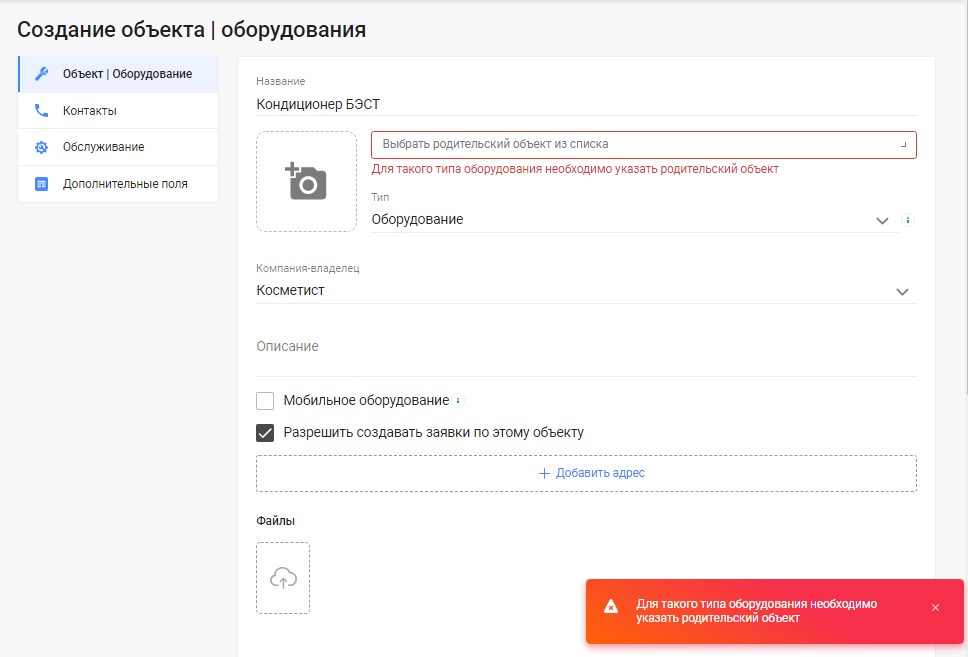 Создание объекта | оборудования
Объект | Оборудование
Контакты
Обслуживание
Дополнительные поля
Название
Кондиционер БЭСТ
Выбрать родительский объект из списка
Для такого типа оборудования необходимо указать родительский объект
Тип
Оборудование
Компания-владелец
Косметист
Описание
Мобильное оборудование
Разрешить создавать заявки по этому объекту
+ Добавить адрес
Файлы
Для такого типа оборудования необходимо
указать родительский объект